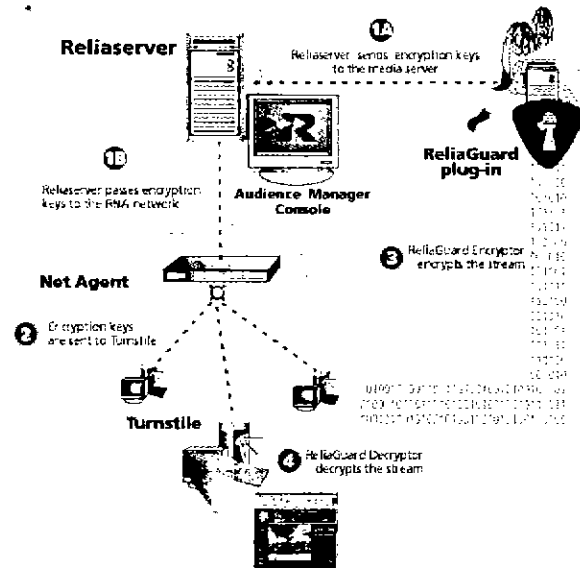 Reliaserver
1A
Reliaserver sends encryption keys
to the media server
ReliaGuard
plug-in
1B
Reliaserver passes encryption
keys to the RNA network
Audience Manager
Console
3
ReliaGuard Encryptor
encrypts the stream
Net Agent
2
Encryption keys
are sent to Turnstile
Turnstile
4
ReliaGuard Decryptor
decrypts the stream